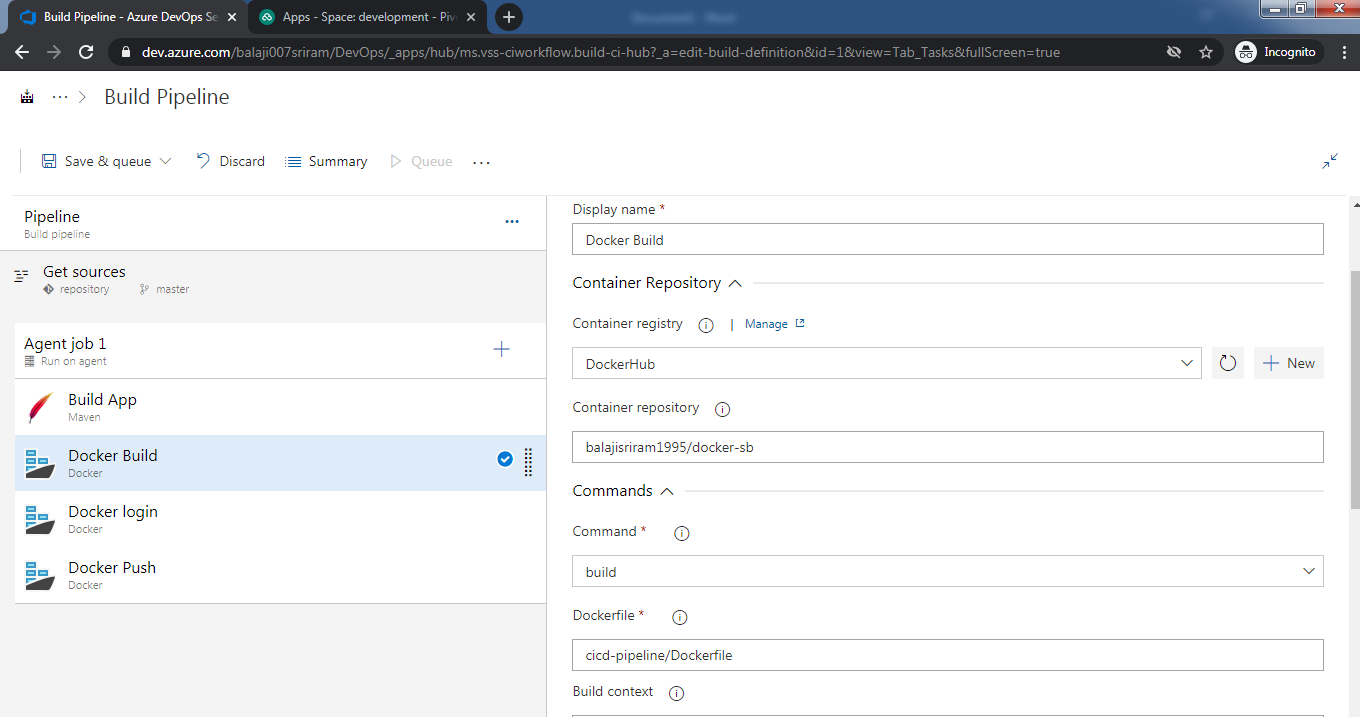 Build Pipeline - Azure DevOps Se
Apps - Space: development - Piv
dev.azure.com/balaji007sriram/DevOps/_apps/hub/ms.vss-ciworkflow.build-ci-hub?_a=edit-build-definition&id=1&view=Tab_Tasks&fullScreen=true
Incognito
Build Pipeline
Save & queue
Discard
Summary
Queue
Pipeline
Build pipeline
Get sources
repository
master
Agent job 1
Run on agent
Build App
Maven
Docker Build
Docker
Docker login
Docker
Docker Push
Docker
Display name *
Docker Build
Container Repository
Container registry | Manage
DockerHub
New
Container repository
balajisriram1995/docker-sb
Commands
Command *
build
Dockerfile *
cicd-pipeline/Dockerfile
Build context